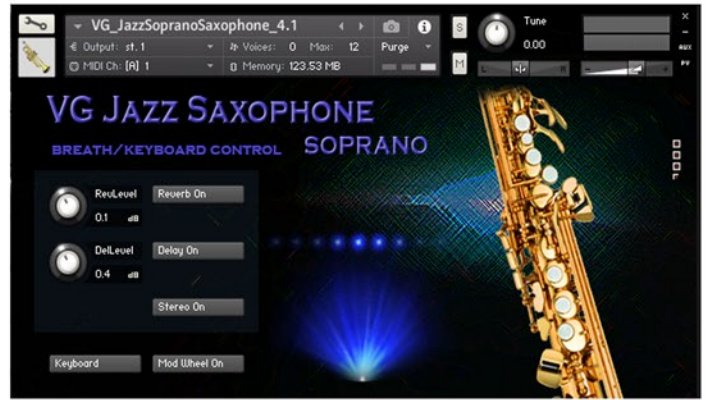 VG_JazzSopranoSaxophone_4.1
Output: st.1 Voices: 0 Max: 12 Purge
MIDI Ch: [A] 1 Memory: 123.53 MB
S
M
Tune
0.00
L R
- +
×
-
AUX
PV
VG JAZZ SAXOPHONE
BREATH/KEYBOARD CONTROL SOPRANO
RevLevel Reverb On
0.1 dB
DelLevel Delay On
0.4 dB
Stereo On
Keyboard Mod Wheel On